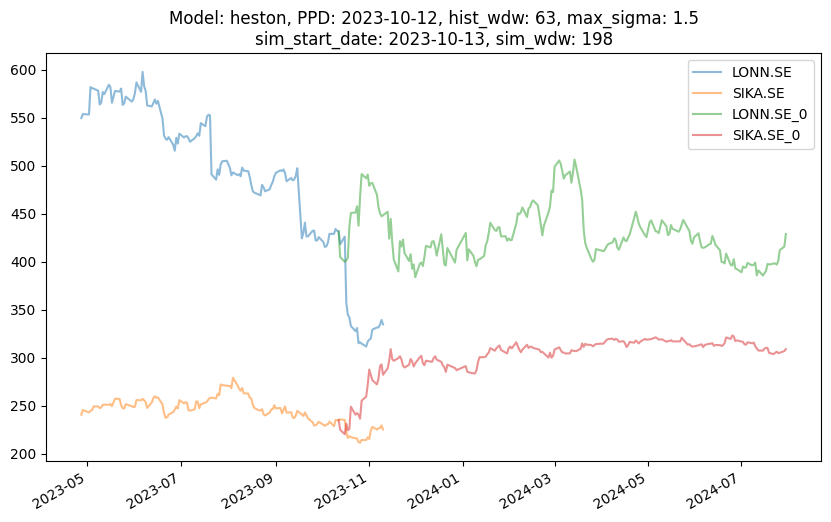 Model: heston, PPD: 2023-10-12, hist_wdw: 63, max_sigma: 1.5
sim_start_date: 2023-10-13, sim_wdw: 198
LONN.SE
SIKA.SE
LONN.SE_0
SIKA.SE_0
600
550
500
450
400
350
300
250
200
2023-05
2023-07
2023-09
2023-11
2024-01
2024-03
2024-05
2024-07